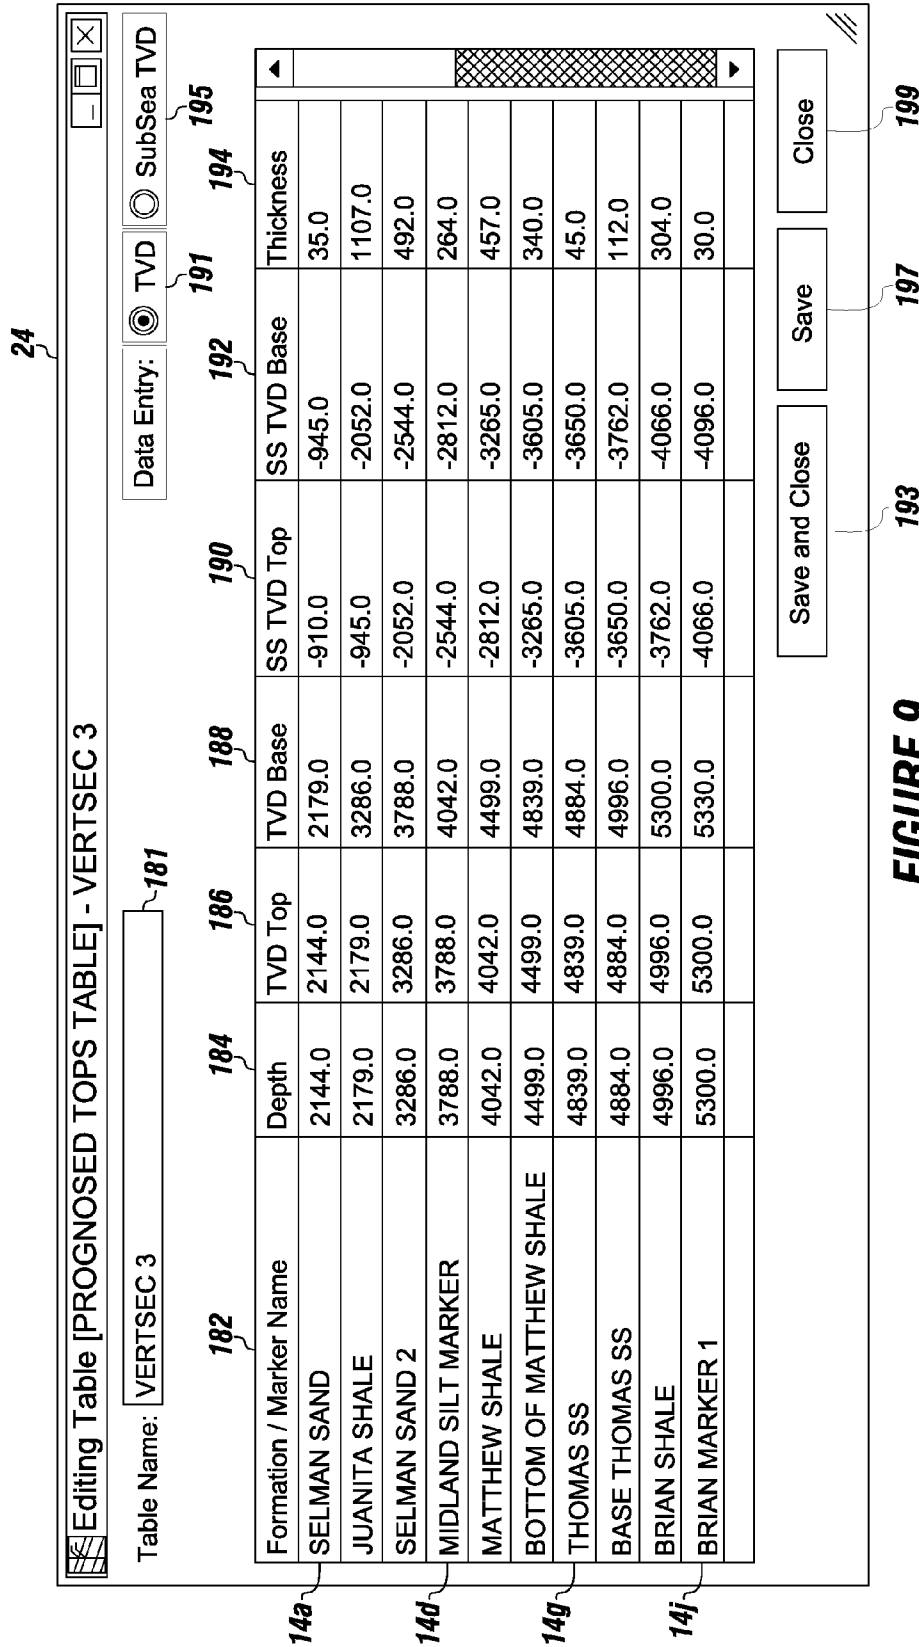 24
Editing Table [PROGNOSED TOPS TABLE] - VERTSEC 3
Table Name: VERTSEC 3 181 Data Entry: TVD SubSea TVD
191 195
182 184 186 188 190 192 194
Formation / Marker Name Depth TVD Top TVD Base SS TVD Top SS TVD Base Thickness
14a SELMAN SAND 2144.0 2144.0 2179.0 -910.0 -945.0 35.0
JUANITA SHALE 2179.0 2179.0 3286.0 -945.0 -2052.0 1107.0
SELMAN SAND 2 3286.0 3286.0 3788.0 -2052.0 -2544.0 492.0
14d MIDLAND SILT MARKER 3788.0 3788.0 4042.0 -2544.0 -2812.0 264.0
MATTHEW SHALE 4042.0 4042.0 4499.0 -2812.0 -3265.0 457.0
BOTTOM OF MATTHEW SHALE 4499.0 4499.0 4839.0 -3265.0 -3605.0 340.0
14g THOMAS SS 4839.0 4839.0 4884.0 -3605.0 -3650.0 45.0
BASE THOMAS SS 4884.0 4884.0 4996.0 -3650.0 -3762.0 112.0
BRIAN SHALE 4996.0 4996.0 5300.0 -3762.0 -4066.0 304.0
14j BRIAN MARKER 1 5300.0 5300.0 5330.0 -4066.0 -4096.0 30.0
Save and Close Save Close
193 197 199
FIGURE 9